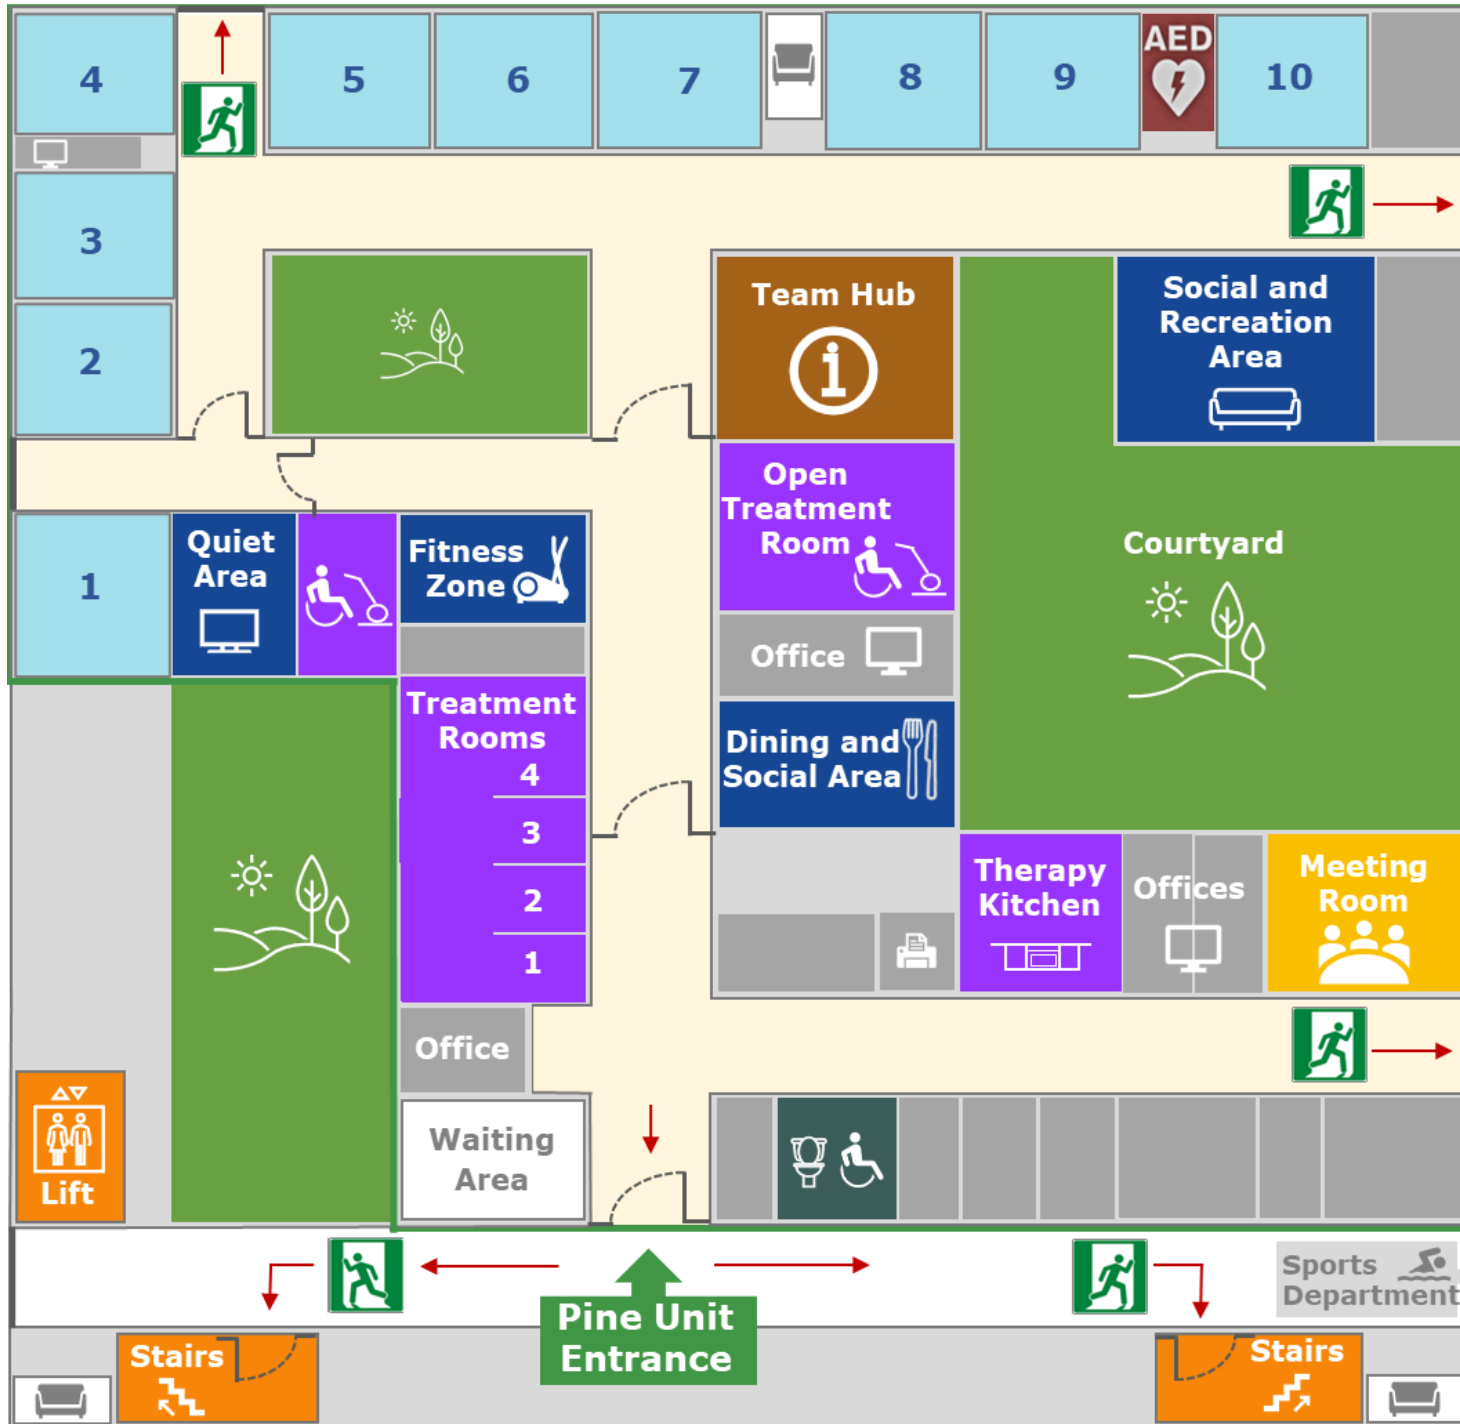 4
5
6
7
8
9
AED
10
3
2
Team Hub
Social and
Recreation
Area
Open
Treatment
Room
Courtyard
1
Quiet
Area
Fitness
Zone
Office
Treatment
Rooms
4
3
2
1
Dining and
Social Area
Therapy
Kitchen
Offices
Meeting
Room
Office
Waiting
Area
Lift
Pine Unit
Entrance
Sports
Department
Stairs
Stairs